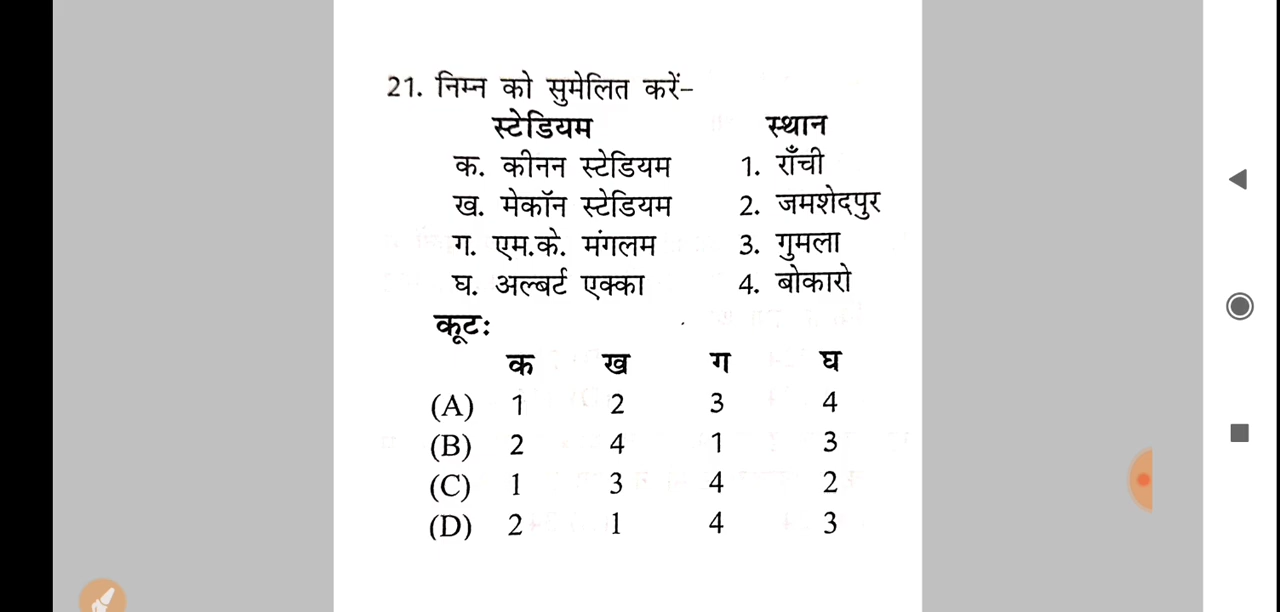 21. निम्न को सुमेलित करें–
स्टेडियम स्थान
क. कीनन स्टेडियम 1. राँची
ख. मेकॉन स्टेडियम 2. जमशेदपुर
ग. एम.के. मंगलम 3. गुमला
घ. अल्बर्ट एक्का 4. बोकारो
कूटः
क ख ग घ
(A) 1 2 3 4
(B) 2 4 1 3
(C) 1 3 4 2
(D) 2 1 4 3